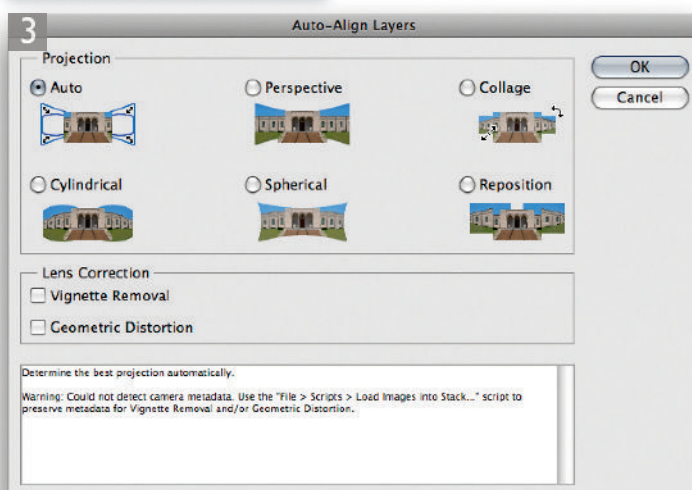 3
Auto-Align Layers
Projection
Auto
Perspective
Collage
Cylindrical
Spherical
Reposition
OK
Cancel
Lens Correction
Vignette Removal
Geometric Distortion
Determine the best projection automatically.
Warning: Could not detect camera metadata. Use the "File > Scripts > Load Images into Stack..." script to
preserve metadata for Vignette Removal and/or Geometric Distortion.